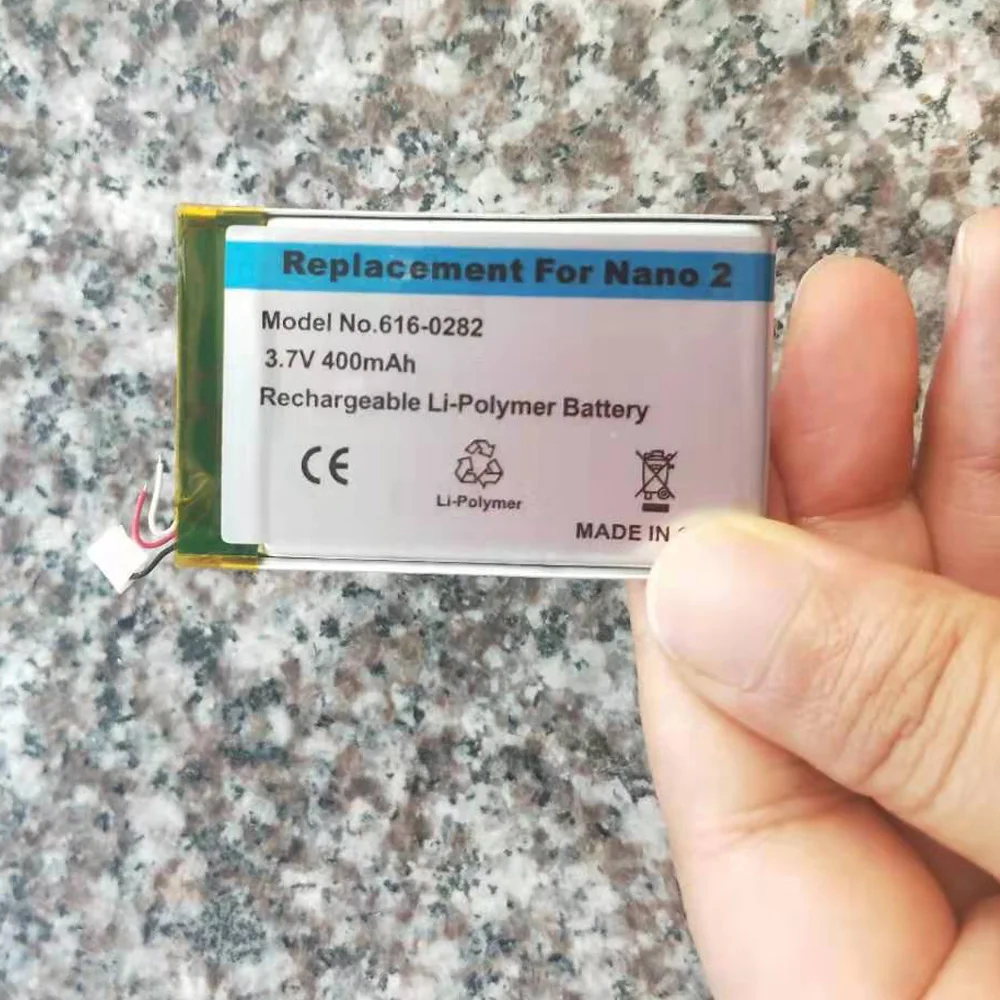 Replacement For Nano 2
Model No.616-0282
3.7V 400mAh
Rechargeable Li-Polymer Battery
CE
Li-Polymer
MADE IN